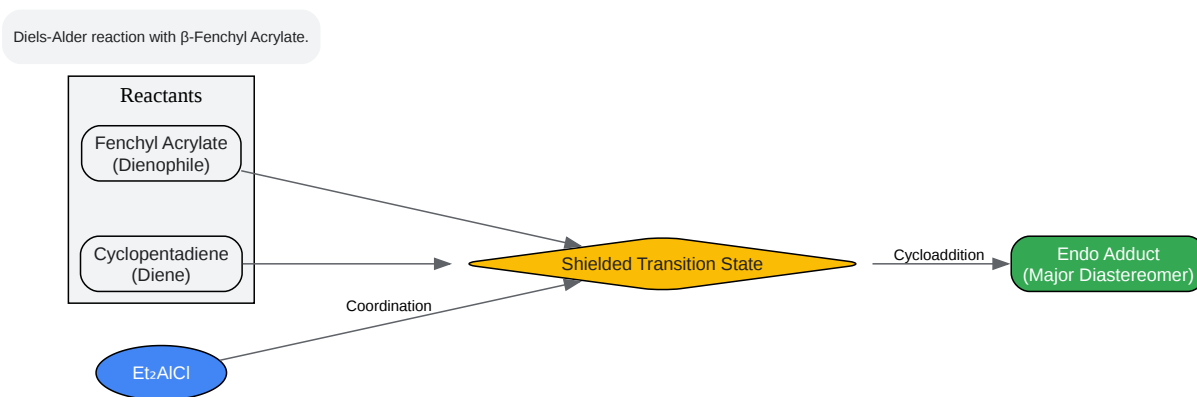 Diels-Alder reaction with β-Fenchyl Acrylate.
Reactants
Fenchyl Acrylate
(Dienophile)
Cyclopentadiene
(Diene)
Coordination
Et₂AlCl
Shielded Transition State
Cycloaddition
Endo Adduct
(Major Diastereomer)